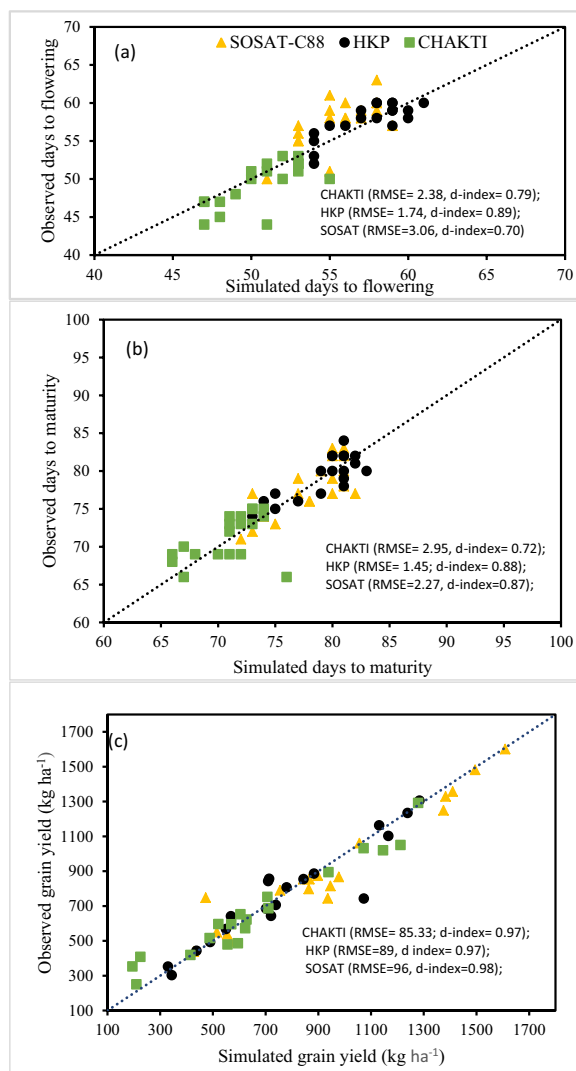 70
65
60
55
50
45
40
Observed days to flowering
(a)
SOSAT-C88 HKP CHAKTI
CHAKTI (RMSE= 2.38, d-index= 0.79);
HKP (RMSE= 1.74, d-index= 0.89);
SOSAT (RMSE=3.06, d-index=0.70)
40 45 50 55 60 65 70
Simulated days to flowering
100
95
90
85
80
75
70
65
60
Observed days to maturity
(b)
CHAKTI (RMSE= 2.95, d-index= 0.72);
HKP (RMSE= 1.45; d-index= 0.88);
SOSAT (RMSE=2.27, d-index=0.87);
60 65 70 75 80 85 90 95 100
Simulated days to maturity
1700
1500
1300
1100
900
700
500
300
100
Observed grain yield (kg ha⁻¹)
(c)
CHAKTI (RMSE= 85.33; d-index=0.97);
HKP (RMSE=89, d index=0.97);
SOSAT (RMSE=96, d-index=0.98);
100 300 500 700 900 1100 1300 1500 1700
Simulated grain yield (kg ha⁻¹)